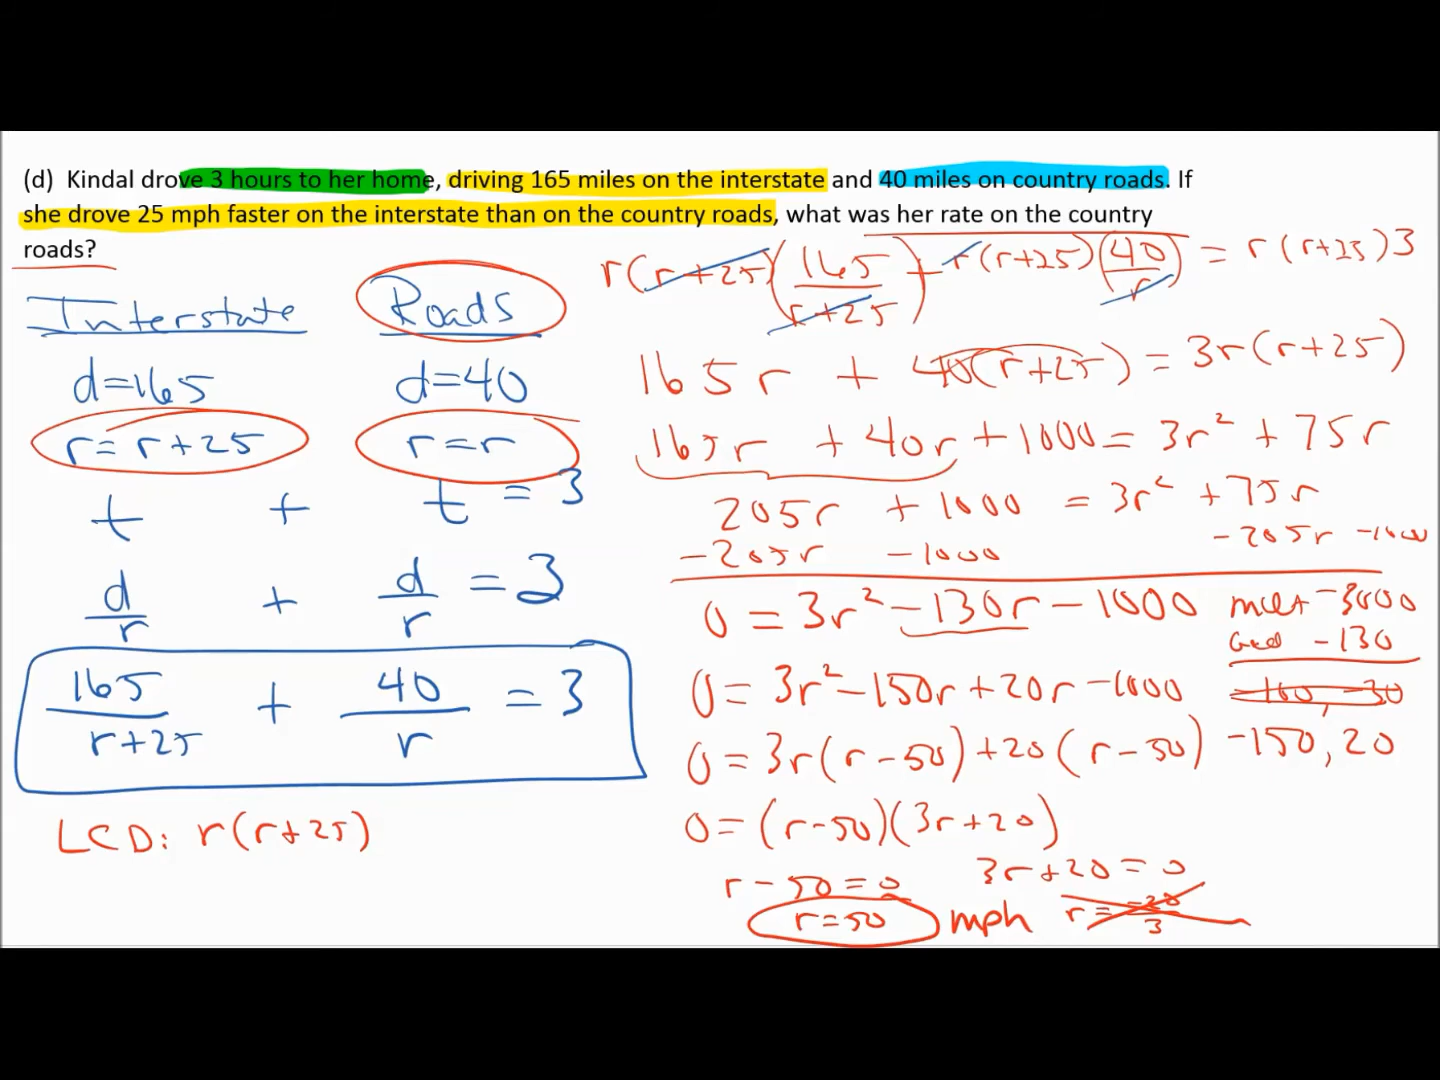 (d) Kindal drove 3 hours to her home, driving 165 miles on the interstate and 40 miles on country roads. If
she drove 25 mph faster on the interstate than on the country roads, what was her rate on the country
roads?
Interstate Roads
d=165 d=40
r=r+25 r=r
t + t = 3
d/r + d/r = 3
165/(r+25) + 40/r = 3
LCD: r(r+25)
r(r+25)(165/(r+25)) + r(r+25)(40/r) = r(r+25)3
165r + 40(r+25) = 3r(r+25)
165r + 40r + 1000 = 3r² + 75r
205r + 1000 = 3r² + 75r
-205r -1000 -205r -1000
0 = 3r² - 130r - 1000
mult -3000
add -130
-100, -30
-150, 20
0 = 3r² - 150r + 20r - 1000
0 = 3r(r-50) + 20(r-50)
0 = (r-50)(3r+20)
r - 50 = 0 3r + 20 = 0
r = 50 mph r = -20/3